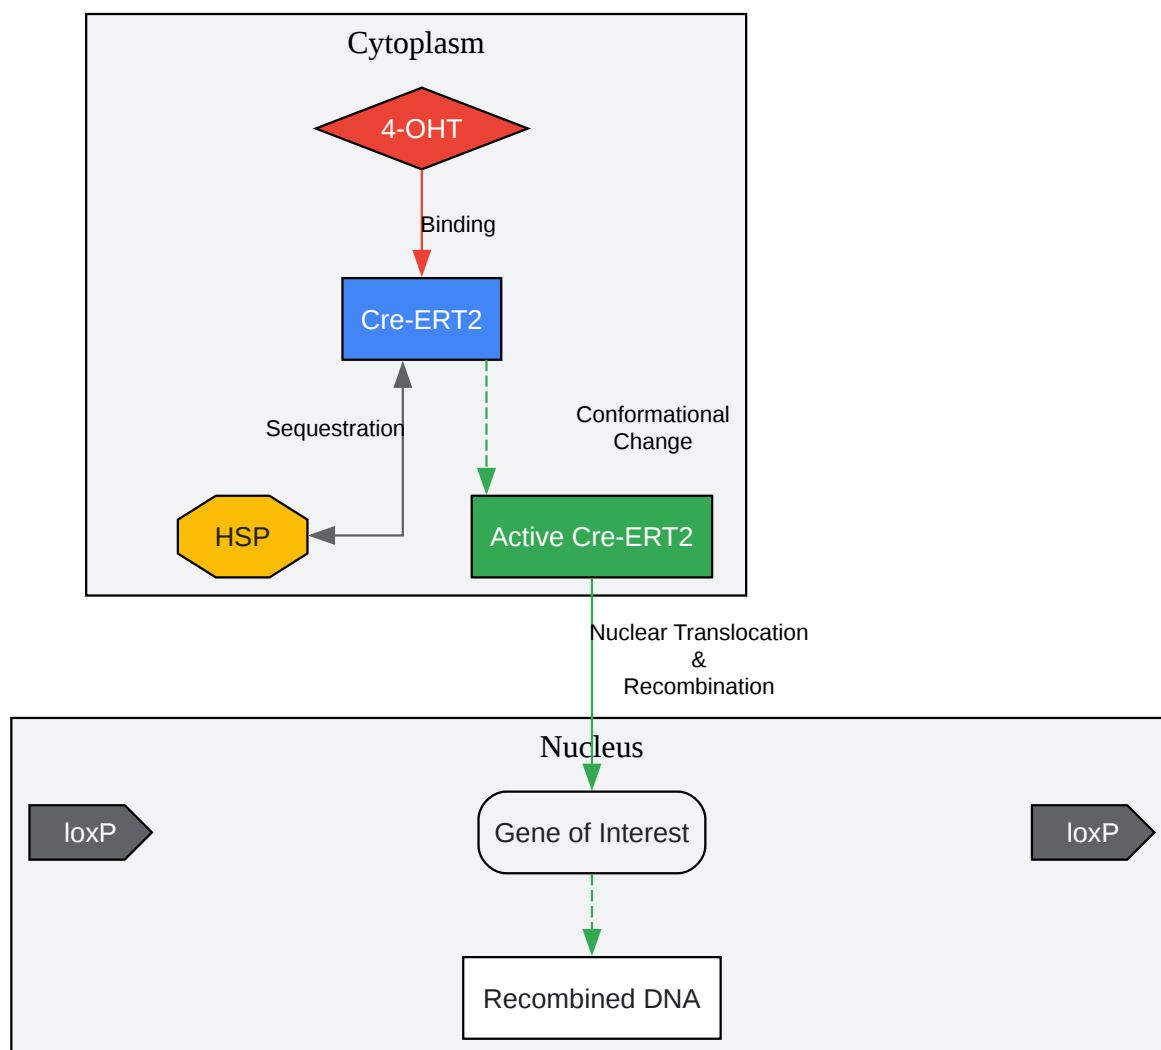 Cytoplasm
4-OHT
Binding
Cre-ERT2
Sequestration
Conformational
Change
HSP
Active Cre-ERT2
Nuclear Translocation
&
Recombination
Nucleus
loxP
Gene of Interest
loxP
Recombined DNA